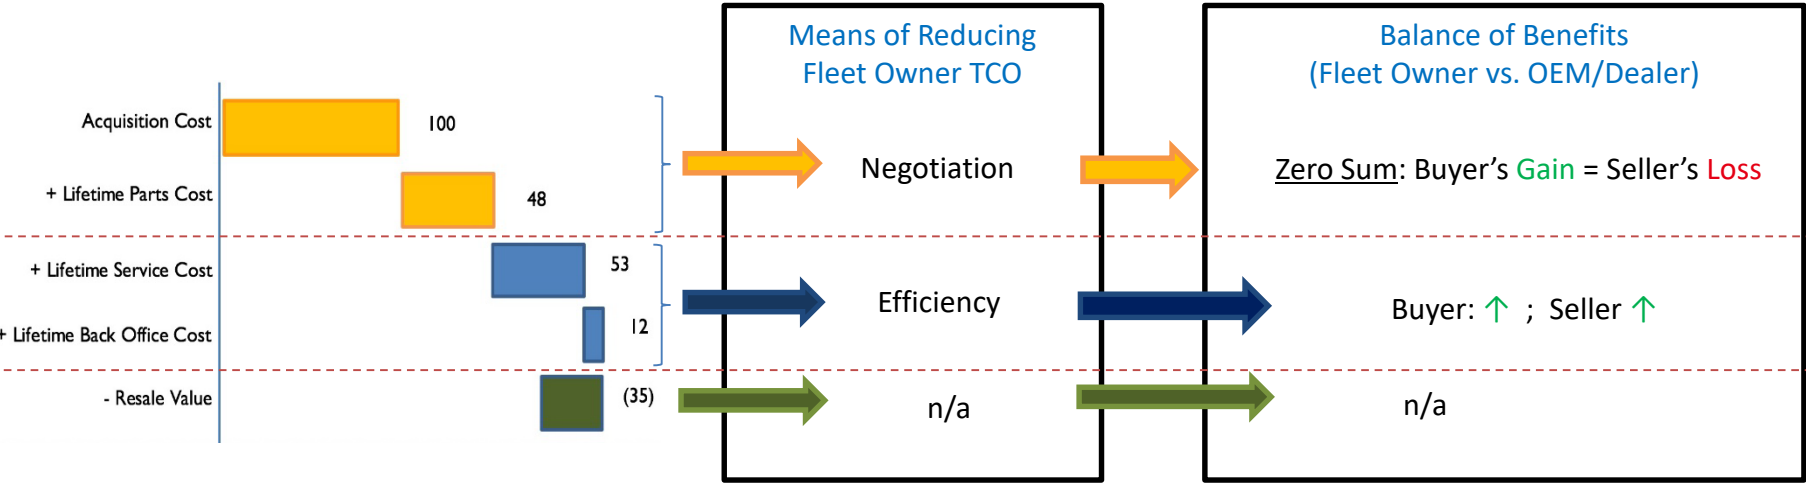 Means of Reducing
Fleet Owner TCO
Balance of Benefits
(Fleet Owner vs. OEM/Dealer)
Acquisition Cost 100
+ Lifetime Parts Cost 48
Negotiation
Zero Sum: Buyer’s Gain = Seller’s Loss
+ Lifetime Service Cost 53
+ Lifetime Back Office Cost 12
Efficiency
Buyer: ↑ ; Seller ↑
- Resale Value (35)
n/a
n/a